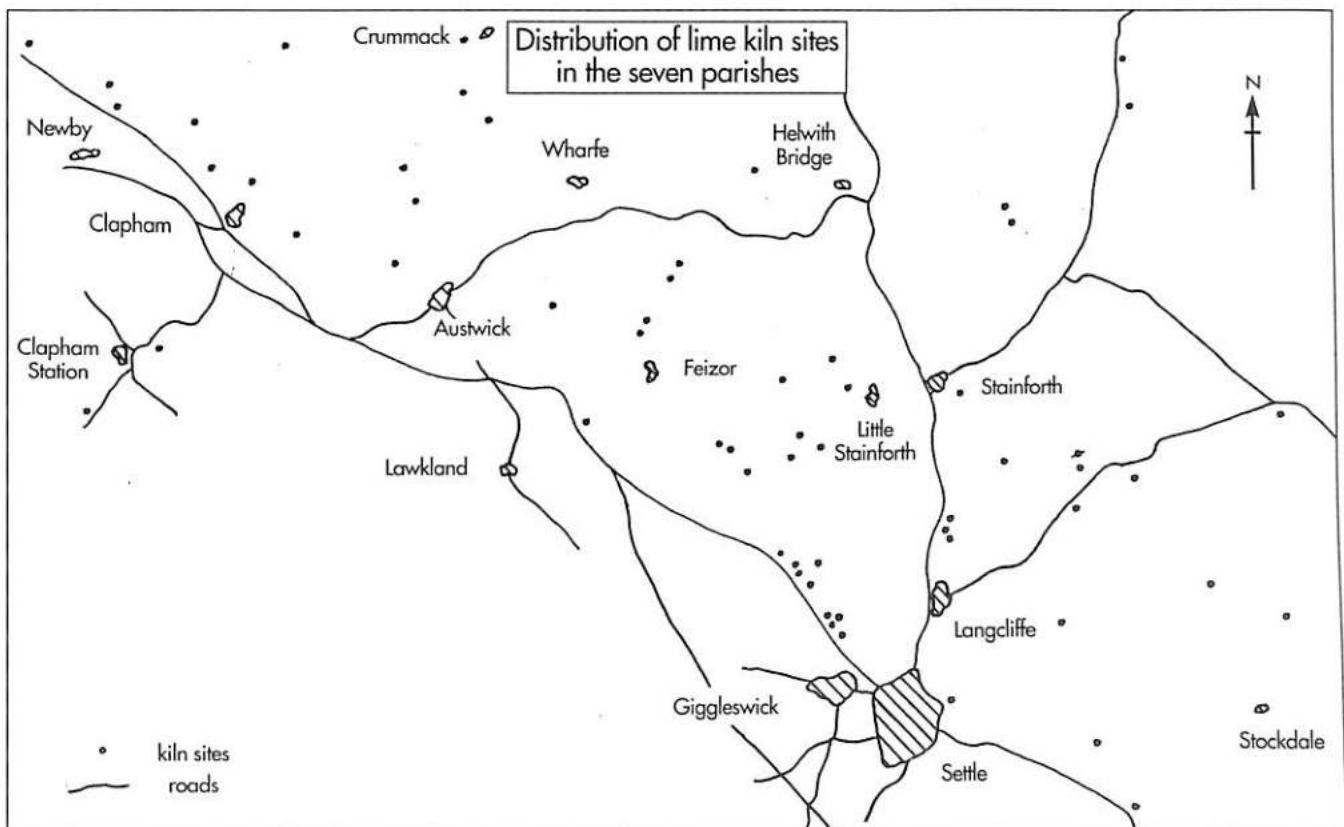 Crummack
Distribution of lime kiln sites
in the seven parishes
N
Newby
Wharfe
Helwith
Bridge
Clapham
Austwick
Clapham
Station
Feizor
Stainforth
Little
Stainforth
Lawkland
Langcliffe
Giggleswick
Stockdale
Settle
kiln sites
roads